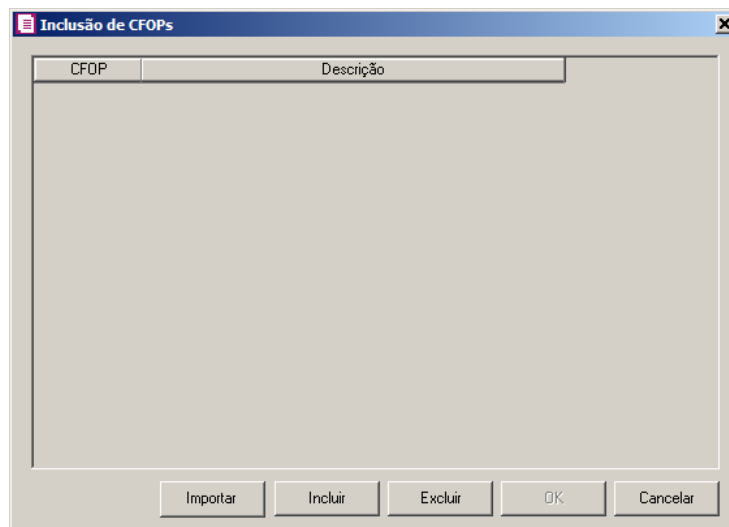 Inclusão de CFOPs
CFOP Descrição
Importar Incluir Excluir OK Cancelar